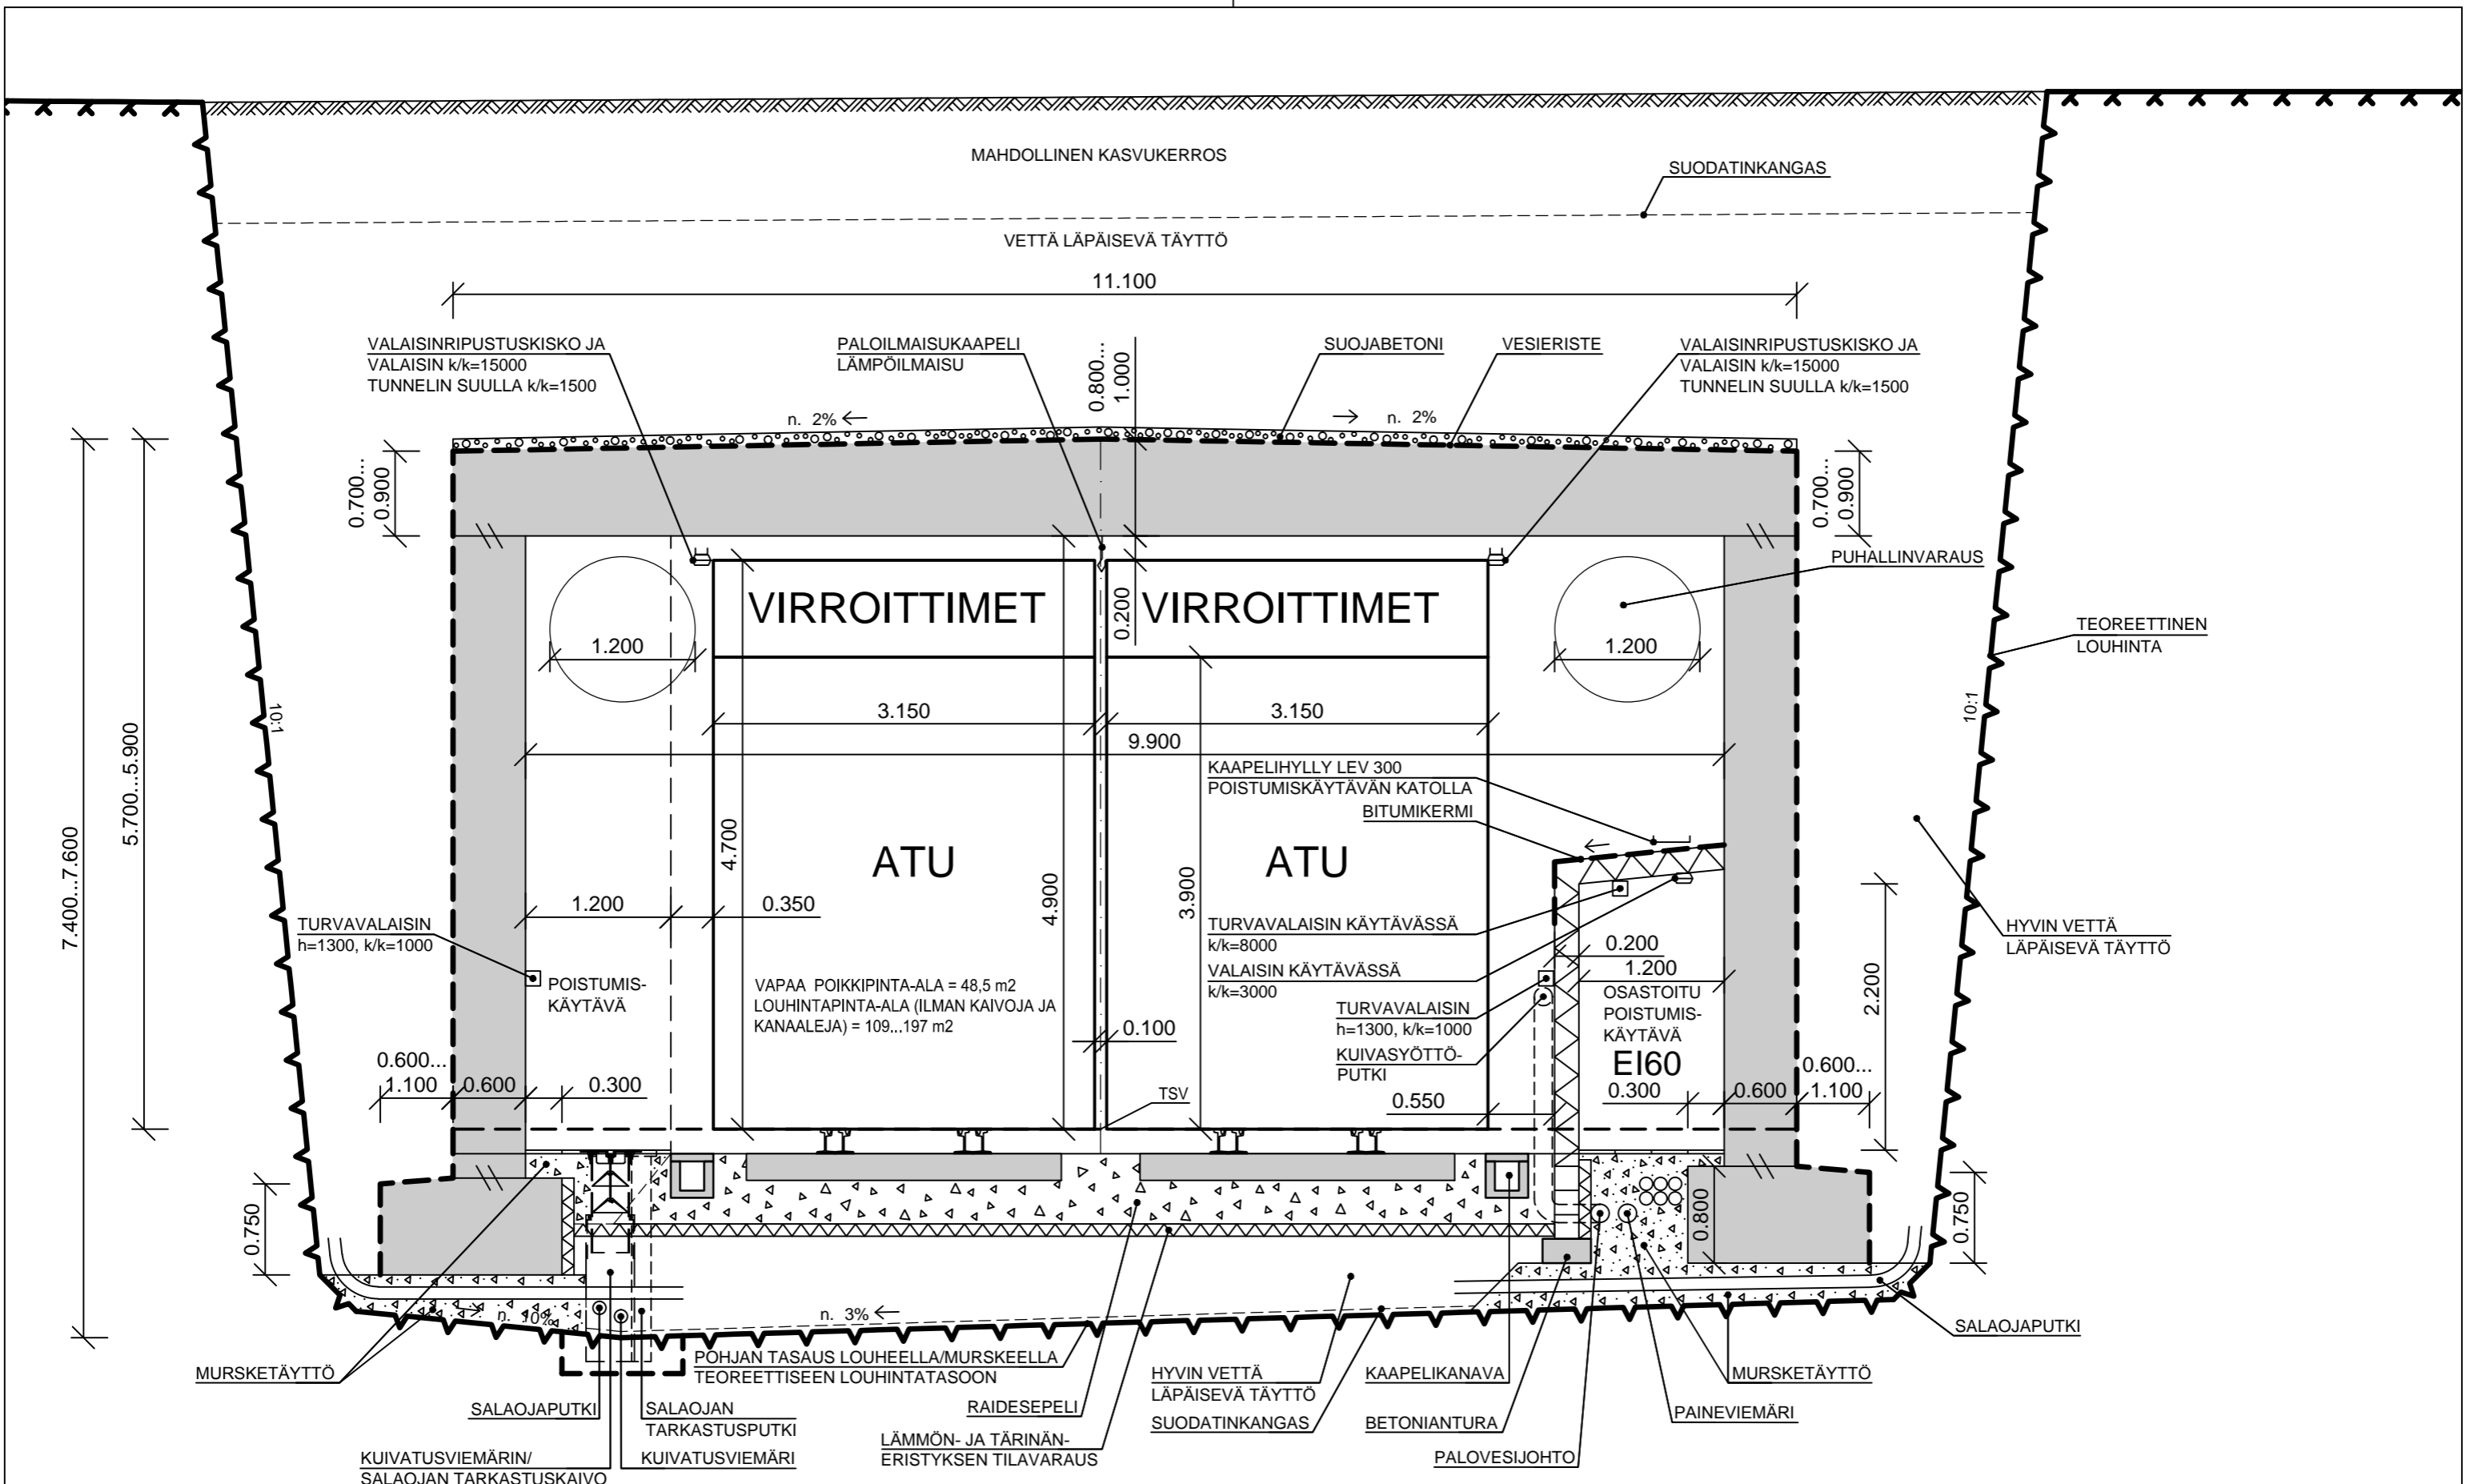 MAHDOLLINEN KASVUKERROS
SUODATINKANGAS
VETTÄ LÄPÄISEVÄ TÄYTTÖ
11.100
VALAISINRIPUSTUSKISKO JA
VALAISIN k/k=15000
TUNNELIN SUULLA k/k=1500
PALOILMAISUKAAPELI
LÄMPÖILMAISU
0.800...
1.000
SUOJABETONI
VESIERISTE
VALAISINRIPUSTUSKISKO JA
VALAISIN k/k=15000
TUNNELIN SUULLA k/k=1500
n. 2%
n. 2%
0.700...
0.900
0.700...
0.900
PUHALLINVARAUS
VIRROITTIMET
0.200
VIRROITTIMET
1.200
1.200
TEOREETTINEN
LOUHINTA
10:1
10:1
3.150
3.150
9.900
7.400...7.600
5.700...5.900
KAAPELIHYLLY LEV 300
POISTUMISKÄYTÄVÄN KATOLLA
BITUMIKERMI
4.700
ATU
4.900
3.900
ATU
1.200
0.350
TURVAVALAISIN
h=1300, k/k=1000
TURVAVALAISIN KÄYTÄVÄSSÄ
k/k=8000
0.200
HYVIN VETTÄ
LÄPÄISEVÄ TÄYTTÖ
VALAISIN KÄYTÄVÄSSÄ
k/k=3000
1.200
2.200
POISTUMIS-
KÄYTÄVÄ
VAPAA POIKKIPINTA-ALA = 48,5 m2
LOUHINTAPINTA-ALA (ILMAN KAIVOJA JA
KANAALEJA) = 109...197 m2
0.100
TURVAVALAISIN
h=1300, k/k=1000
KUIVASYÖTTÖ-
PUTKI
OSASTOITU
POISTUMIS-
KÄYTÄVÄ
EI60
0.600...
1.100
0.600
0.300
TSV
0.550
0.300
0.600
0.600...
1.100
0.750
0.800
0.750
n. 10%
n. 3%
SALAOJAPUTKI
MURSKETÄYTTÖ
POHJAN TASAUS LOUHEELLA/MURSKEELLA
TEOREETTISEEN LOUHINTATASOON
HYVIN VETTÄ
LÄPÄISEVÄ TÄYTTÖ
KAAPELIKANAVA
MURSKETÄYTTÖ
SALAOJAPUTKI
SALAOJAN
TARKASTUSPUTKI
RAIDESEPELI
SUODATINKANGAS
BETONIANTURA
PAINEVIEMÄRI
KUIVATUSVIEMÄRIN/
SALAOJAN TARKASTUSKAIVO
KUIVATUSVIEMÄRI
LÄMMÖN- JA TÄRINÄN-
ERISTYKSEN TILAVARAUS
PALOVESIJOHTO